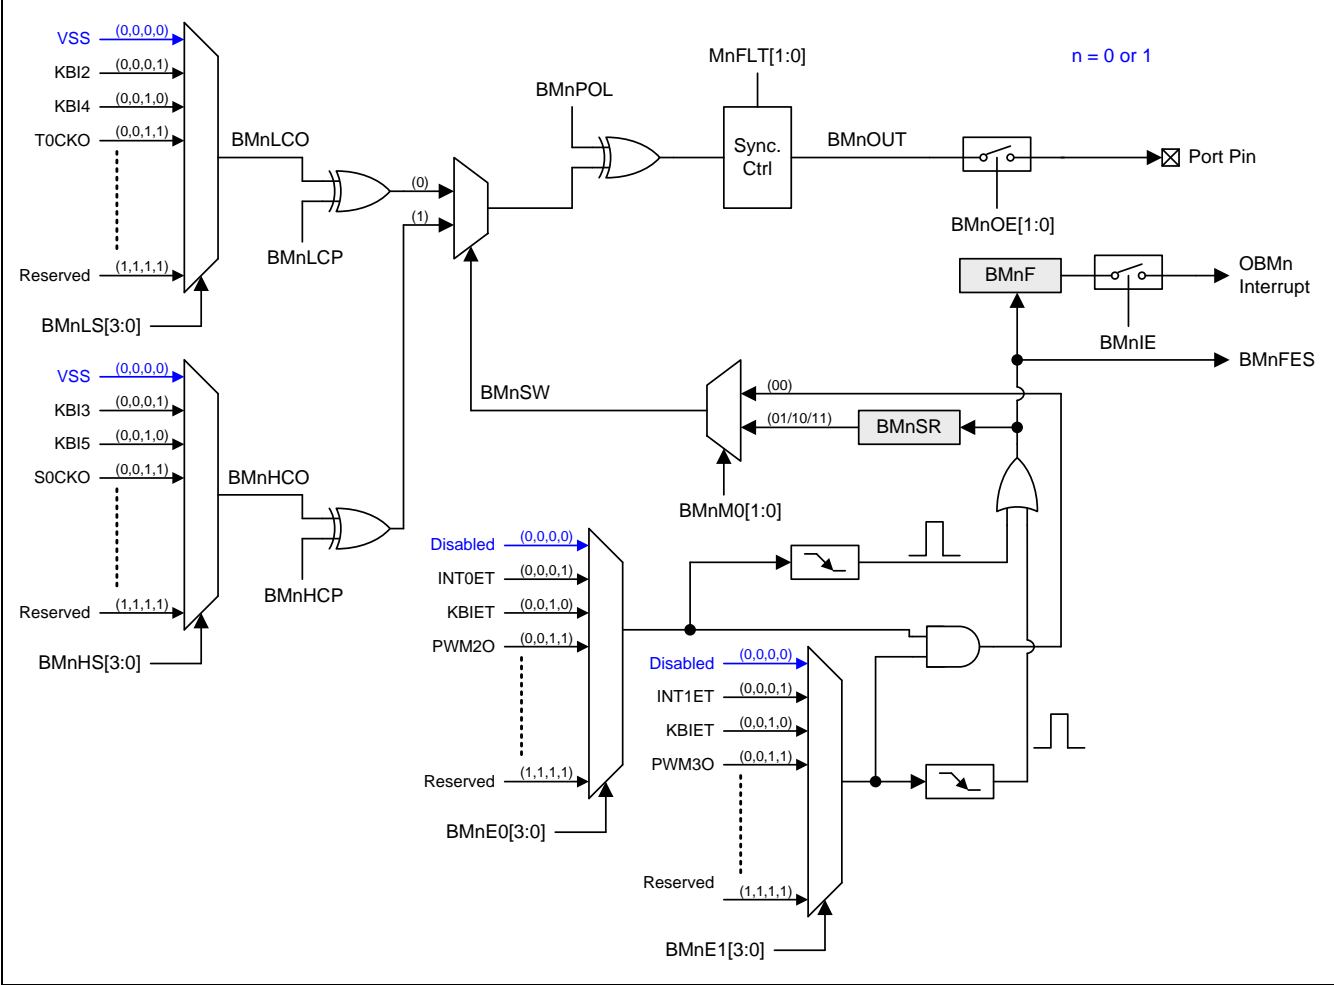 VSS (0,0,0,0)
KBI2 (0,0,0,1)
KBI4 (0,0,1,0)
T0CKO (0,0,1,1)
Reserved (1,1,1,1)
BMnLS[3:0]
BMnLCO
BMnLCP
(0)
(1)
BMnPOL
MnFLT[1:0]
Sync.
Ctrl
BMnOUT
n = 0 or 1
Port Pin
BMnOE[1:0]
BMnF
OBMn
Interrupt
BMnIE
BMnFES
VSS (0,0,0,0)
KBI3 (0,0,0,1)
KBI5 (0,0,1,0)
S0CKO (0,0,1,1)
Reserved (1,1,1,1)
BMnHS[3:0]
BMnHCO
BMnHCP
BMnSW
(00)
(01/10/11)
BMnSR
BMnM0[1:0]
Disabled (0,0,0,0)
INT0ET (0,0,0,1)
KBIET (0,0,1,0)
PWM2O (0,0,1,1)
Reserved (1,1,1,1)
BMnE0[3:0]
Disabled (0,0,0,0)
INT1ET (0,0,0,1)
KBIET (0,0,1,0)
PWM3O (0,0,1,1)
Reserved (1,1,1,1)
BMnE1[3:0]